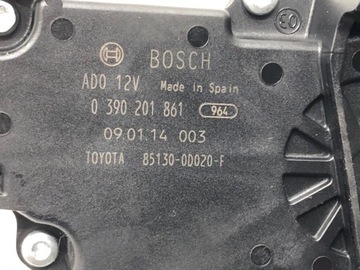 BOSCH
ADO 12V Made in Spain
0 390 201 861 964
09.01.14 003
TOYOTA 85130-0D020-F